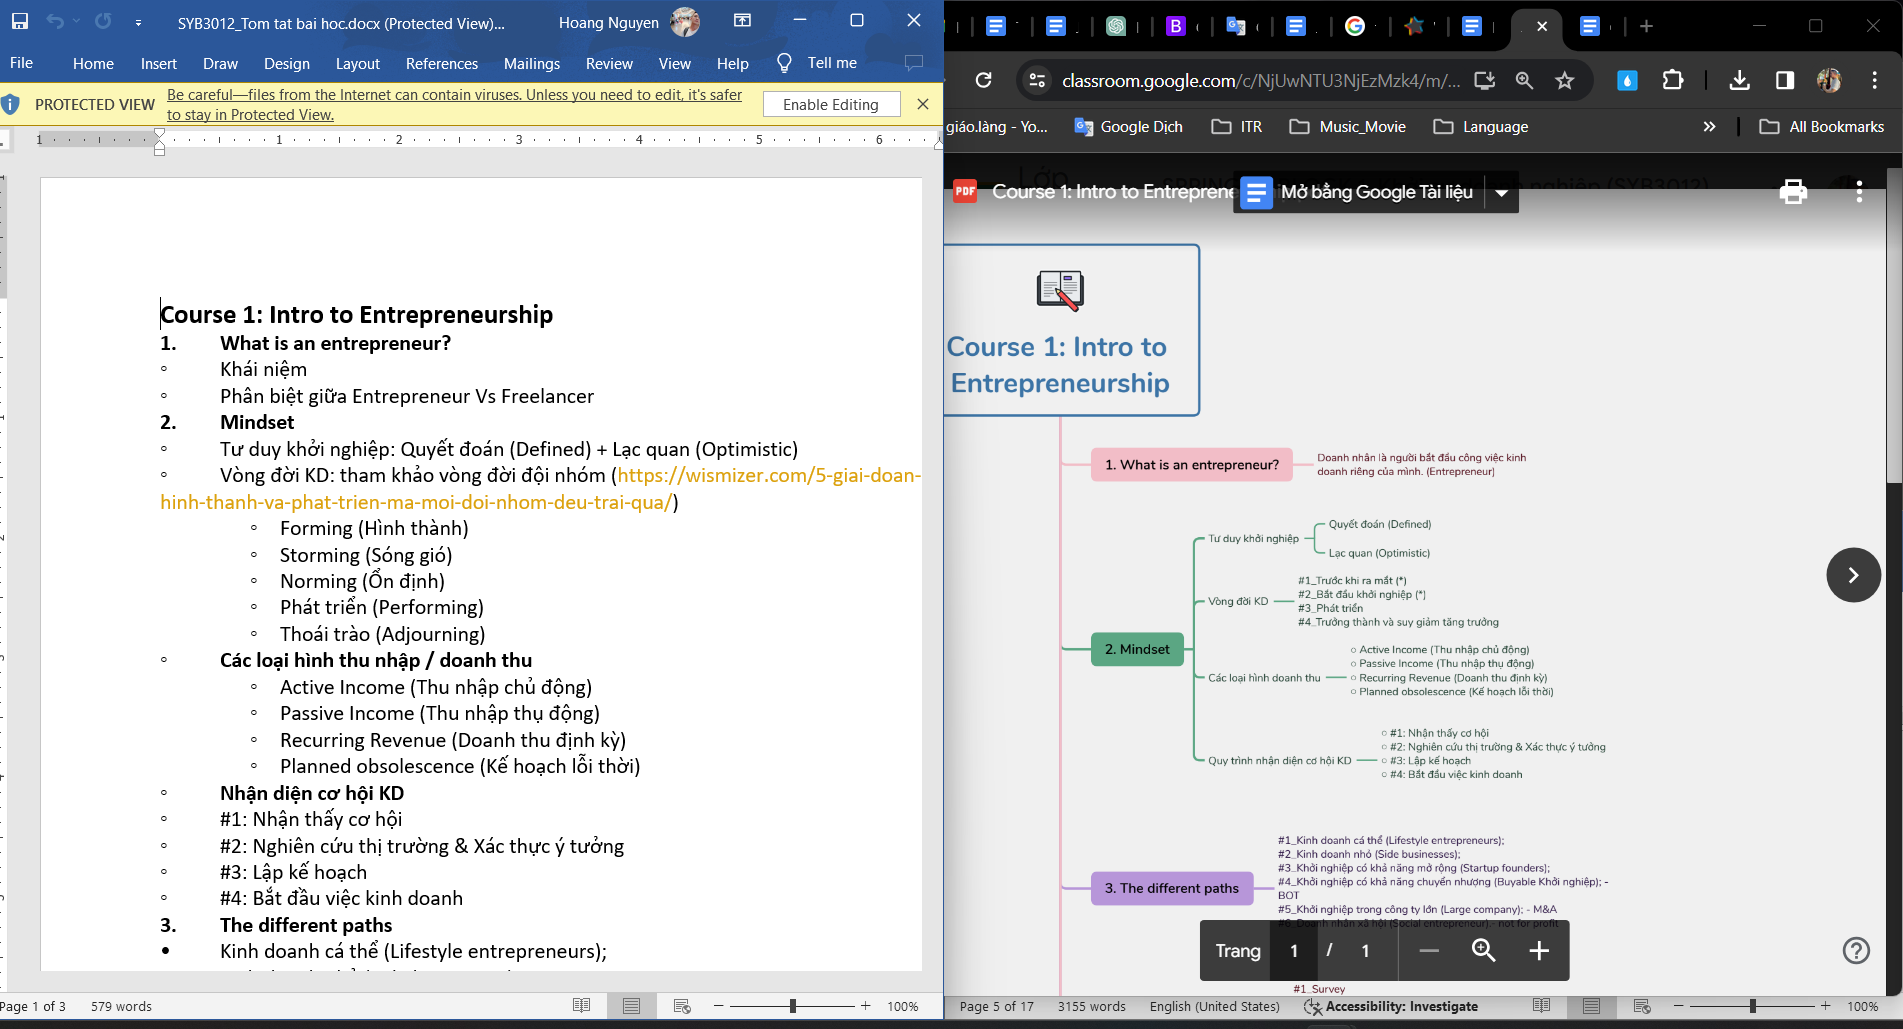 SYB3012_Tom tat bai hoc.docx (Protected View)...
Hoang Nguyen
File Home Insert Draw Design Layout References Mailings Review View Help Tell me
PROTECTED VIEW
Be careful—files from the Internet can contain viruses. Unless you need to edit, it's safer
to stay in Protected View.
Enable Editing
1 1 2 3 4 5 6
Course 1: Intro to Entrepreneurship
1. What is an entrepreneur?
Khái niệm
Phân biệt giữa Entrepreneur Vs Freelancer
2. Mindset
Tư duy khởi nghiệp: Quyết đoán (Defined) + Lạc quan (Optimistic)
Vòng đời KD: tham khảo vòng đời đội nhóm (https://wismizer.com/5-giai-doan-
hinh-thanh-va-phat-trien-ma-moi-doi-nhom-deu-trai-qua/)
Forming (Hình thành)
Storming (Sóng gió)
Norming (Ổn định)
Phát triển (Performing)
Thoái trào (Adjourning)
Các loại hình thu nhập / doanh thu
Active Income (Thu nhập chủ động)
Passive Income (Thu nhập thụ động)
Recurring Revenue (Doanh thu định kỳ)
Planned obsolescence (Kế hoạch lỗi thời)
Nhận diện cơ hội KD
#1: Nhận thấy cơ hội
#2: Nghiên cứu thị trường & Xác thực ý tưởng
#3: Lập kế hoạch
#4: Bắt đầu việc kinh doanh
3. The different paths
Kinh doanh cá thể (Lifestyle entrepreneurs);
Page 1 of 3 579 words 100%
classroom.google.com/c/NjUwNTU3NjEzMzk4/m/...
giáo.làng - Yo... Google Dịch ITR Music_Movie Language All Bookmarks
Lớp
nghiệp (SYB3012)
PDF Course 1: Intro to Entreprene Mở bằng Google Tài liệu
Course 1: Intro to
Entrepreneurship
1. What is an entrepreneur?
Doanh nhân là người bắt đầu công việc kinh
doanh riêng của mình. (Entrepreneur)
2. Mindset
Tư duy khởi nghiệp
Quyết đoán (Defined)
Lạc quan (Optimistic)
Vòng đời KD
#1_Trước khi ra mắt (*)
#2_Bắt đầu khởi nghiệp (*)
#3_Phát triển
#4_Trưởng thành và suy giảm tăng trưởng
Các loại hình doanh thu
Active Income (Thu nhập chủ động)
Passive Income (Thu nhập thụ động)
Recurring Revenue (Doanh thu định kỳ)
Planned obsolescence (Kế hoạch lỗi thời)
Quy trình nhận diện cơ hội KD
#1: Nhận thấy cơ hội
#2: Nghiên cứu thị trường & Xác thực ý tưởng
#3: Lập kế hoạch
#4: Bắt đầu việc kinh doanh
3. The different paths
#1_Kinh doanh cá thể (Lifestyle entrepreneurs);
#2_Kinh doanh nhỏ (Side businesses);
#3_Khởi nghiệp có khả năng mở rộng (Startup founders);
#4_Khởi nghiệp có khả năng chuyển nhượng (Buyable Khởi nghiệp); -
BOT
#5_Khởi nghiệp trong công ty lớn (Large company); - M&A
#6_Doanh nhân xã hội (Social entrepreneur) - not for profit
Trang 1 / 1
#1_Survey
Page 5 of 17 3155 words English (United States) Accessibility: Investigate 100%